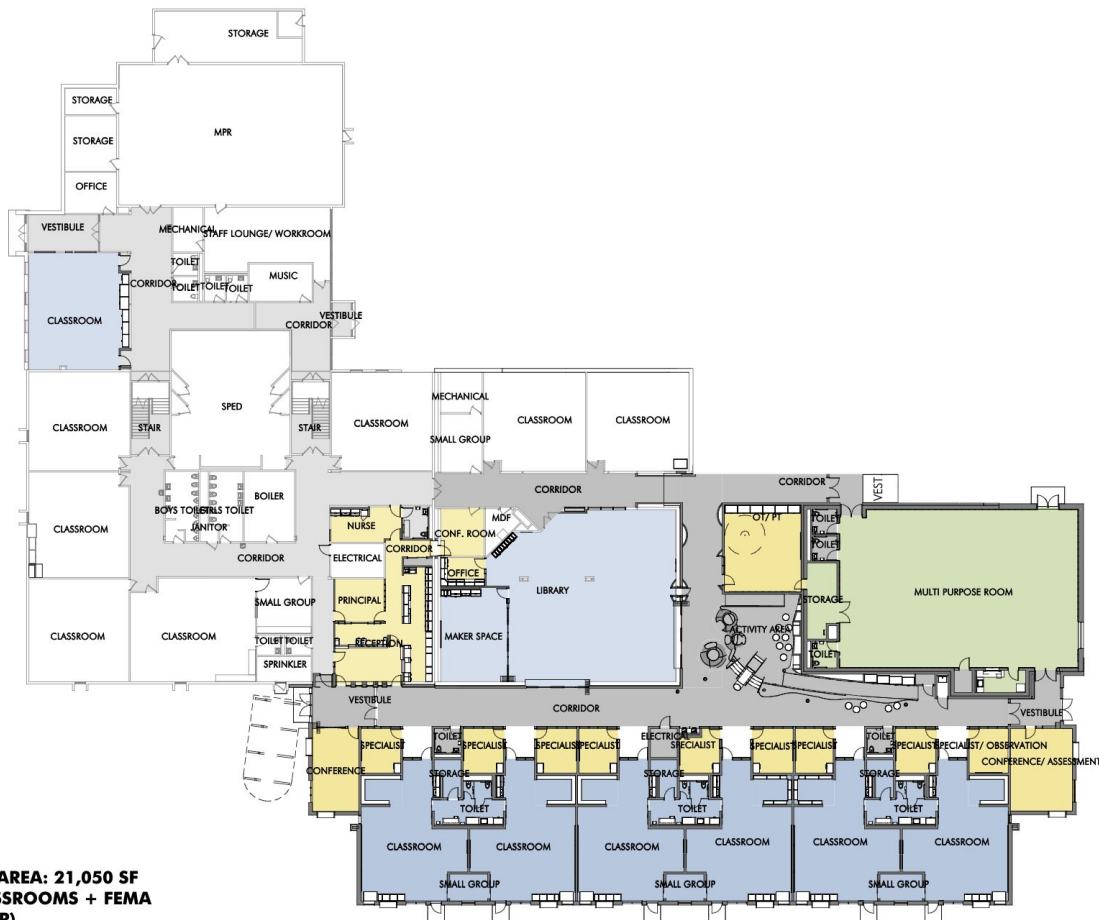 STORAGE
STORAGE
MPR
STORAGE
OFFICE
VESTIBULE
MECHANICAL
STAFF LOUNGE/ WORKROOM
TOILET
MUSIC
CORRIDOR
TOILET
TOILET
TOILET
VESTIBULE
CLASSROOM
CORRIDOR
MECHANICAL
SPED
CLASSROOM
STAIR
STAIR
CLASSROOM
CLASSROOM
CLASSROOM
SMALL GROUP
CORRIDOR
CORRIDOR
VEST
BOILER
BOYS TOILET
GIRLS TOILET
JANITOR
CLASSROOM
NURSE
MDF
CONF. ROOM
OT/ PT
TOILET
TOILET
CORRIDOR
ELECTRICAL
CORRIDOR
OFFICE
LIBRARY
MULTI PURPOSE ROOM
PRINCIPAL
SMALL GROUP
STORAGE
CLASSROOM
CLASSROOM
RECEPTION
MAKER SPACE
ACTIVITY AREA
TOILET
TOILET
TOILET
SPRINKLER
VESTIBULE
CORRIDOR
VESTIBULE
TOILET
ELECTRICAL
TOILET
SPECIALIST
SPECIALIST
SPECIALIST
SPECIALIST
SPECIALIST
SPECIALIST
SPECIALIST
SPECIALIST
SPECIALIST/ OBSERVATION
CONFERENCE
CONFERENCE/ ASSESSMENT
STORAGE
STORAGE
STORAGE
TOILET
TOILET
TOILET
CLASSROOM
CLASSROOM
CLASSROOM
CLASSROOM
CLASSROOM
CLASSROOM
SMALL GROUP
SMALL GROUP
SMALL GROUP
AREA: 21,050 SF
SSROOMS + FEMA
R)